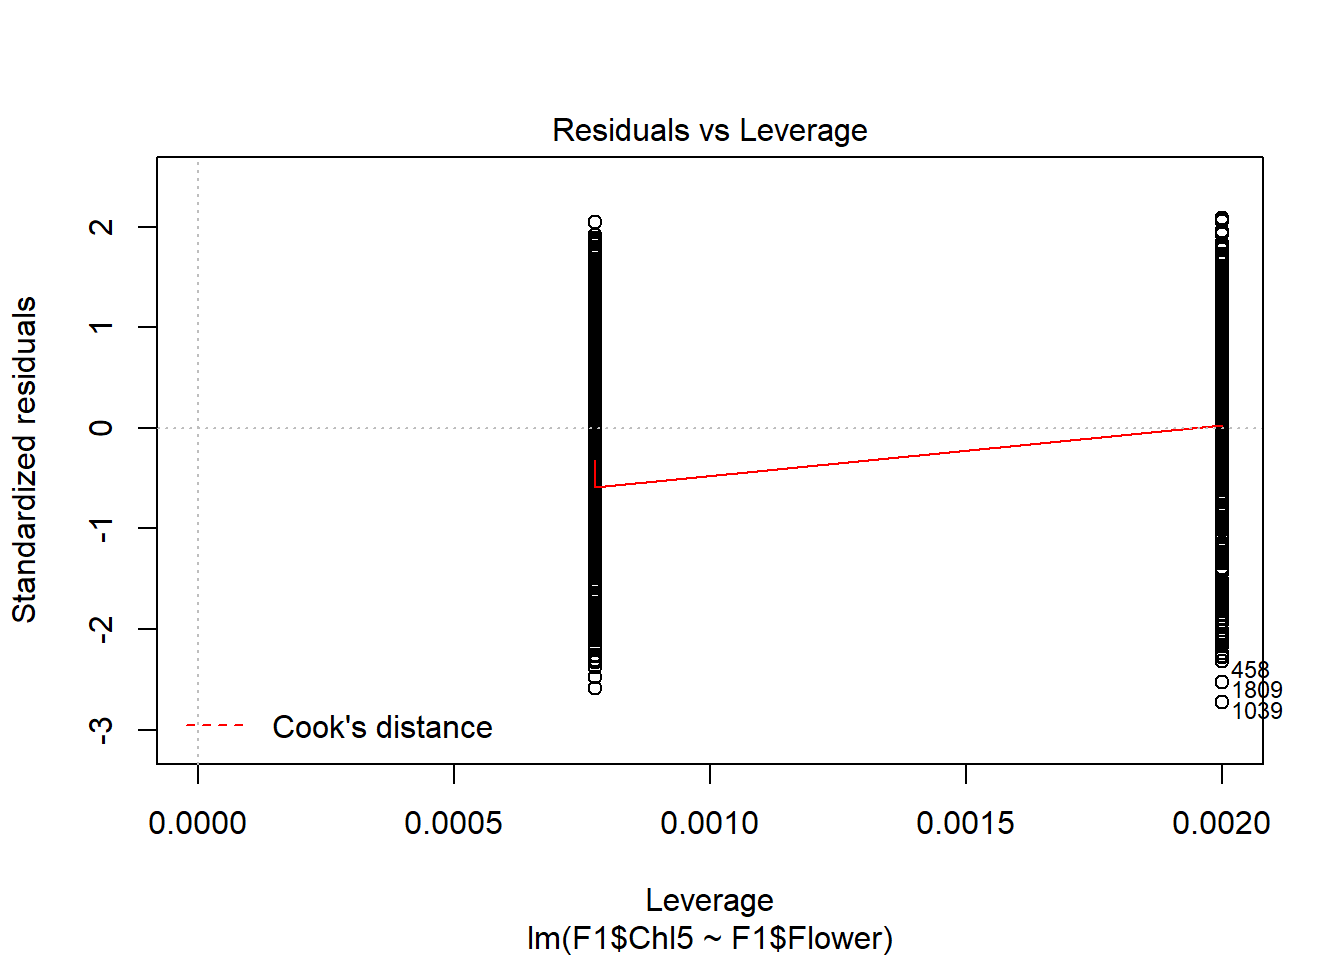 Residuals vs Leverage
Standardized residuals
2
1
0
-1
-2
-3
458
1809
1039
Cook's distance
0.0000 0.0005 0.0010 0.0015 0.0020
Leverage
lm(F1$Chl5 ~ F1$Flower)